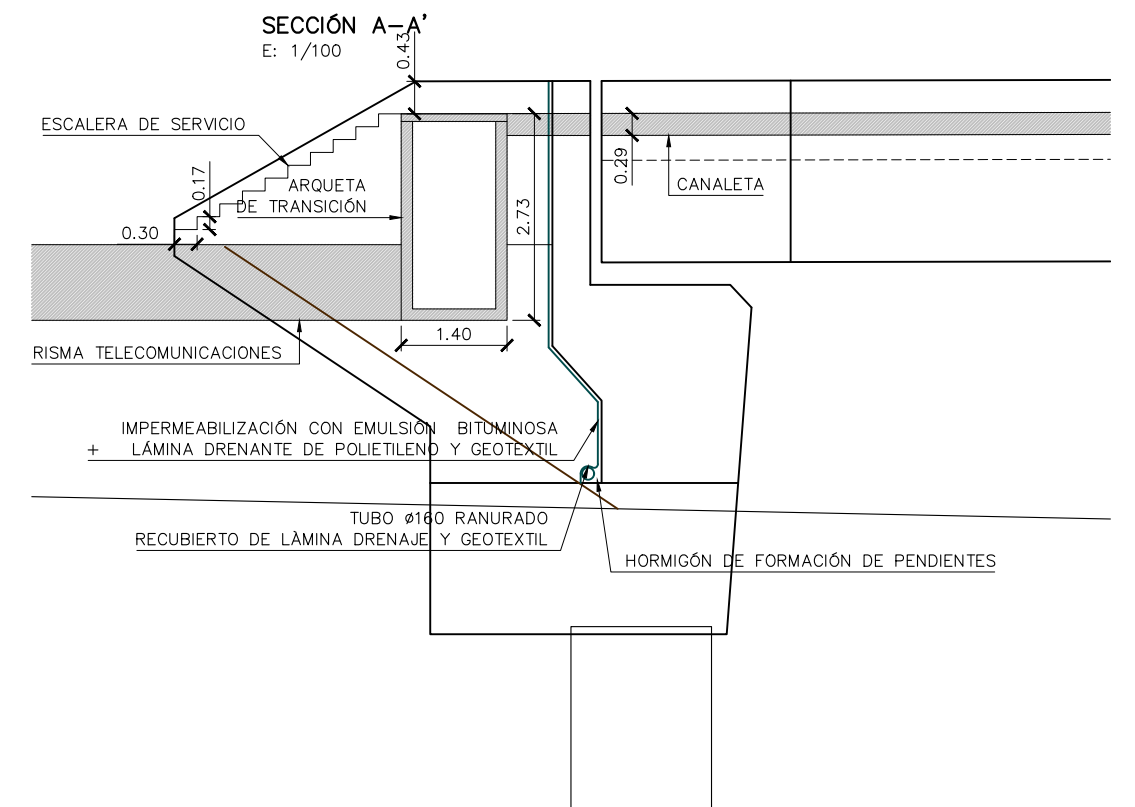 SECCIÓN A-A'
E: 1/100
0.43
ESCALERA DE SERVICIO
0.17
ARQUETA
DE TRANSICIÓN
0.29
CANALETA
2.73
0.30
1.40
RISMA TELECOMUNICACIONES
IMPERMEABILIZACIÓN CON EMULSIÓN BITUMINOSA
+ LÁMINA DRENANTE DE POLIETILENO Y GEOTEXTIL
TUBO ø160 RANURADO
RECUBIERTO DE LÀMINA DRENAJE Y GEOTEXTIL
HORMIGÓN DE FORMACIÓN DE PENDIENTES